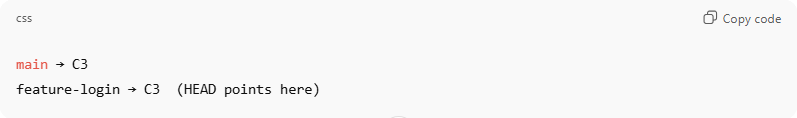 css
Copy code
main → C3
feature-login → C3  (HEAD points here)